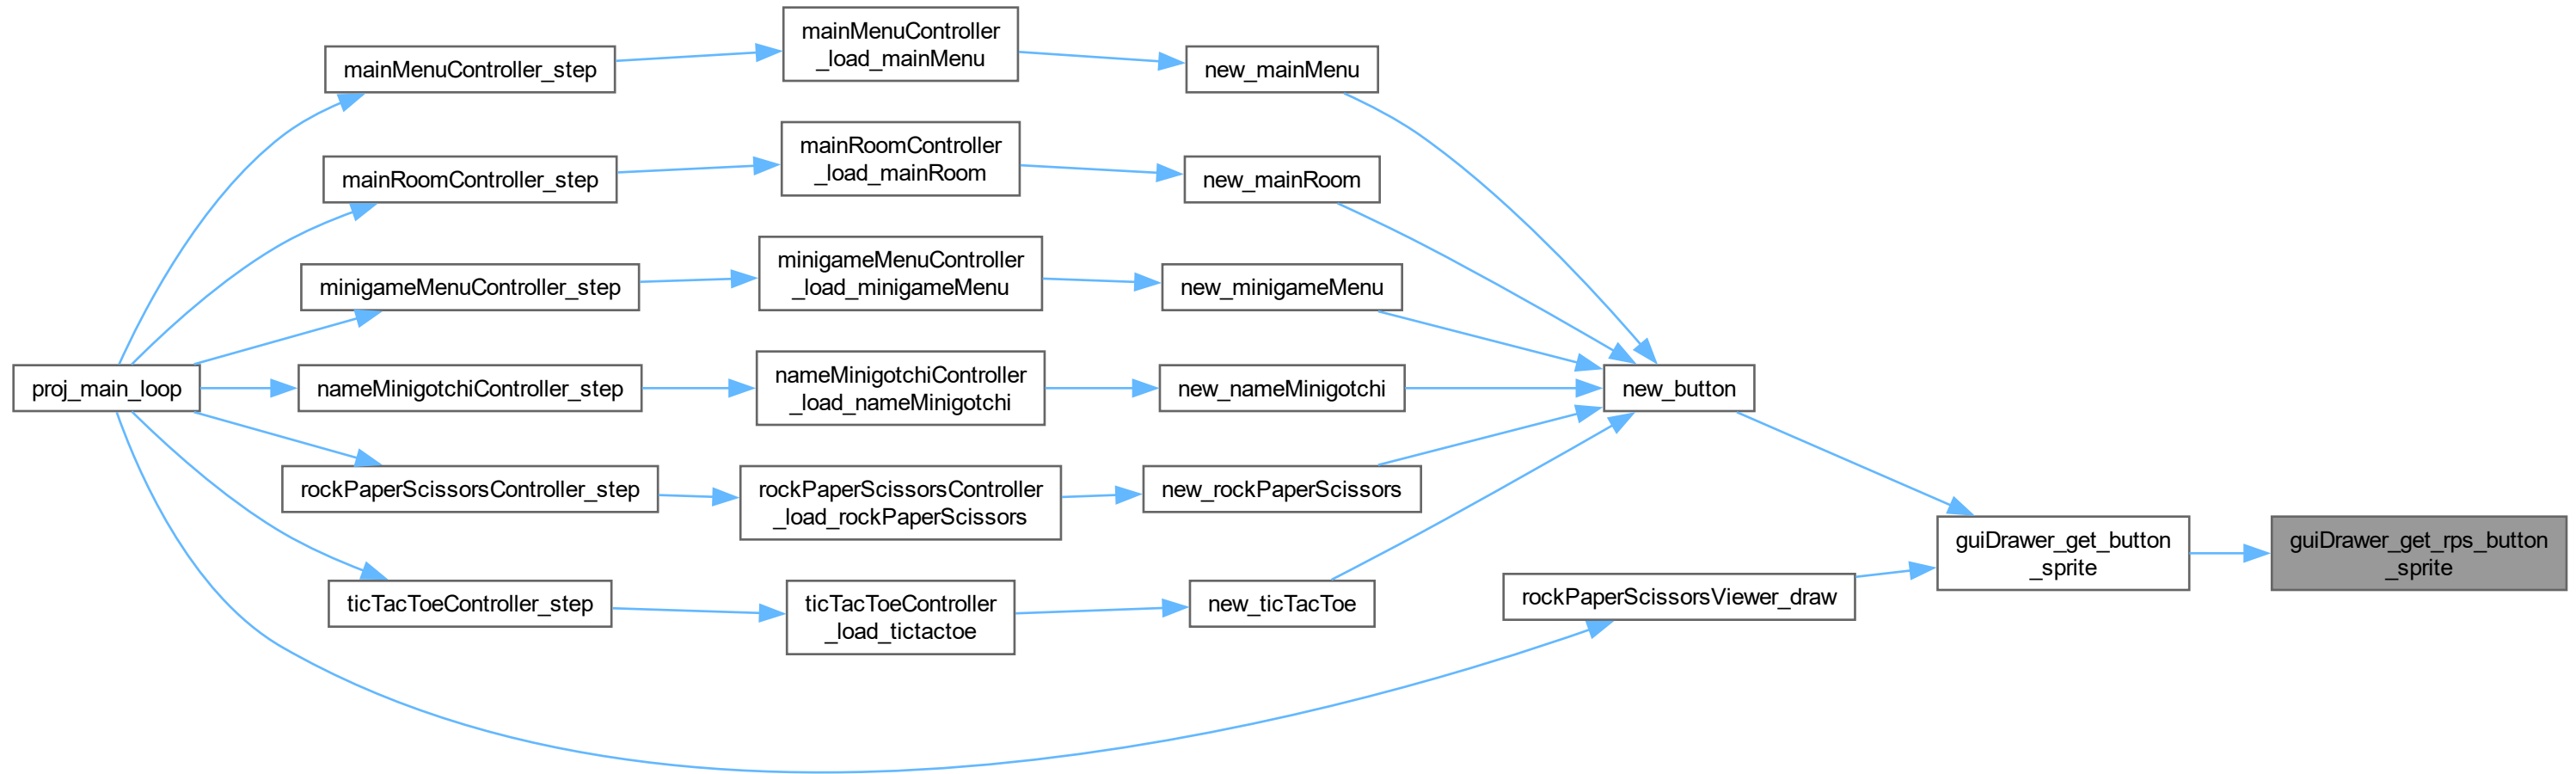 mainMenuController
_load_mainMenu
mainMenuController_step
new_mainMenu
mainRoomController
_load_mainRoom
mainRoomController_step
new_mainRoom
minigameMenuController
_load_minigameMenu
minigameMenuController_step
new_minigameMenu
proj_main_loop
nameMinigotchiController_step
nameMinigotchiController
_load_nameMinigotchi
new_nameMinigotchi
new_button
rockPaperScissorsController_step
rockPaperScissorsController
_load_rockPaperScissors
new_rockPaperScissors
guiDrawer_get_button
_sprite
guiDrawer_get_rps_button
_sprite
ticTacToeController_step
ticTacToeController
_load_tictactoe
new_ticTacToe
rockPaperScissorsViewer_draw